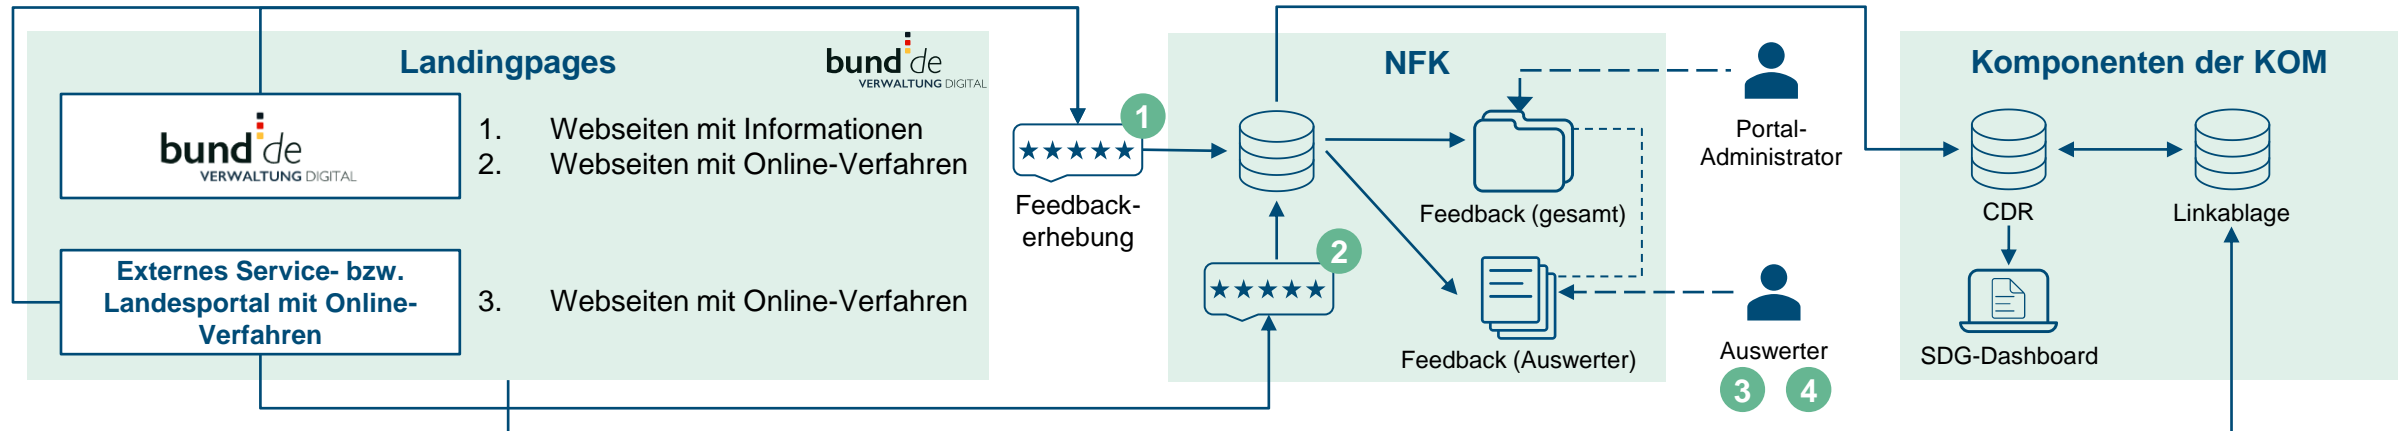 Landingpages
bund.de
VERWALTUNG DIGITAL
bund.de
VERWALTUNG DIGITAL
1. Webseiten mit Informationen
2. Webseiten mit Online-Verfahren
Externes Service- bzw.
Landesportal mit Online-
Verfahren
3. Webseiten mit Online-Verfahren
1
Feedback-
erhebung
NFK
2
Feedback (gesamt)
Feedback (Auswerter)
Portal-
Administrator
Auswerter
3 4
Komponenten der KOM
CDR
Linkablage
SDG-Dashboard